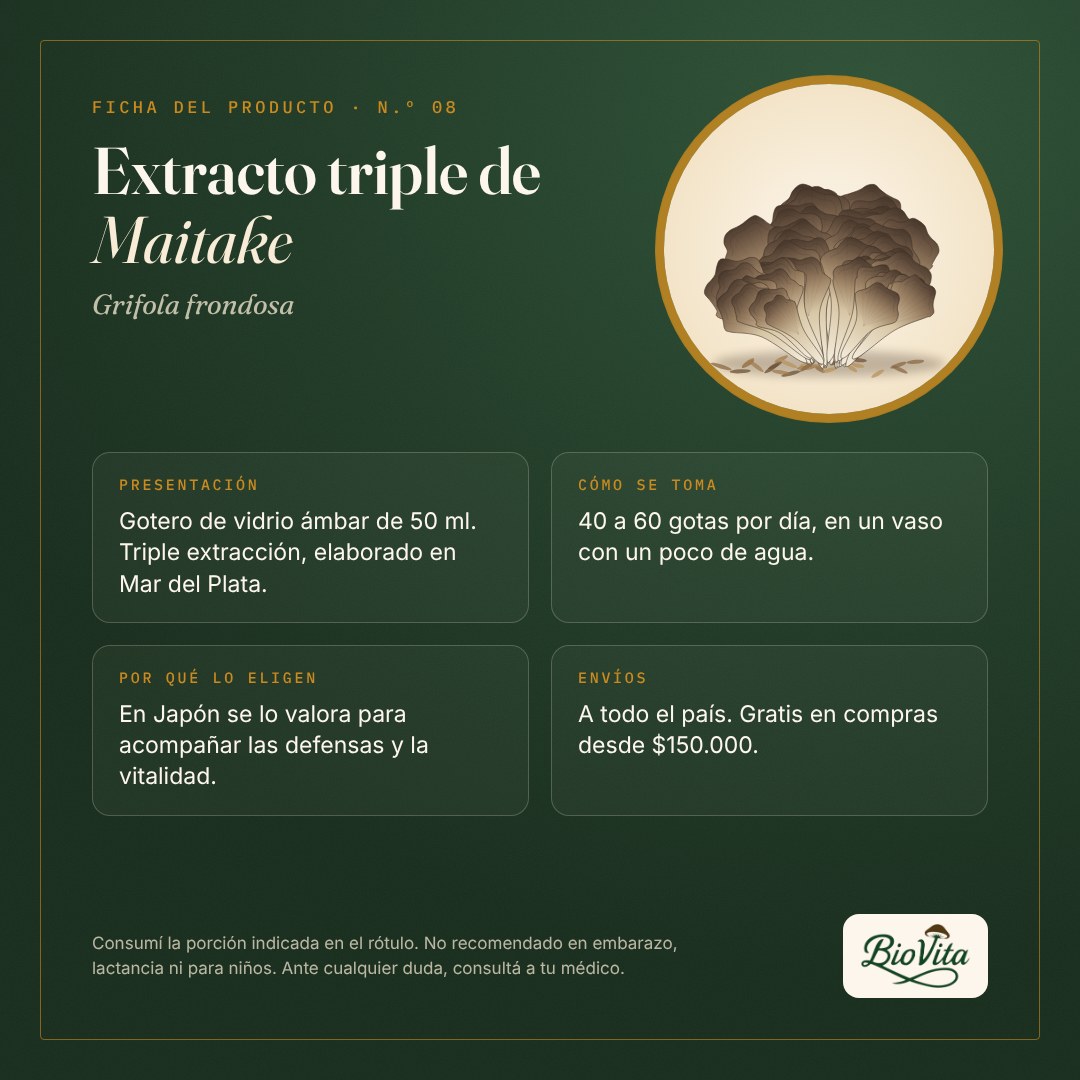 FICHA DEL PRODUCTO · N.º 08
Extracto triple de
Maitake
Grifola frondosa
PRESENTACIÓN
Gotero de vidrio ámbar de 50 ml.
Triple extracción, elaborado en
Mar del Plata.
CÓMO SE TOMA
40 a 60 gotas por día, en un vaso
con un poco de agua.
POR QUÉ LO ELIGEN
En Japón se lo valora para
acompañar las defensas y la
vitalidad.
ENVÍOS
A todo el país. Gratis en compras
desde $150.000.
Consumí la porción indicada en el rótulo. No recomendado en embarazo,
lactancia ni para niños. Ante cualquier duda, consultá a tu médico.
BioVita